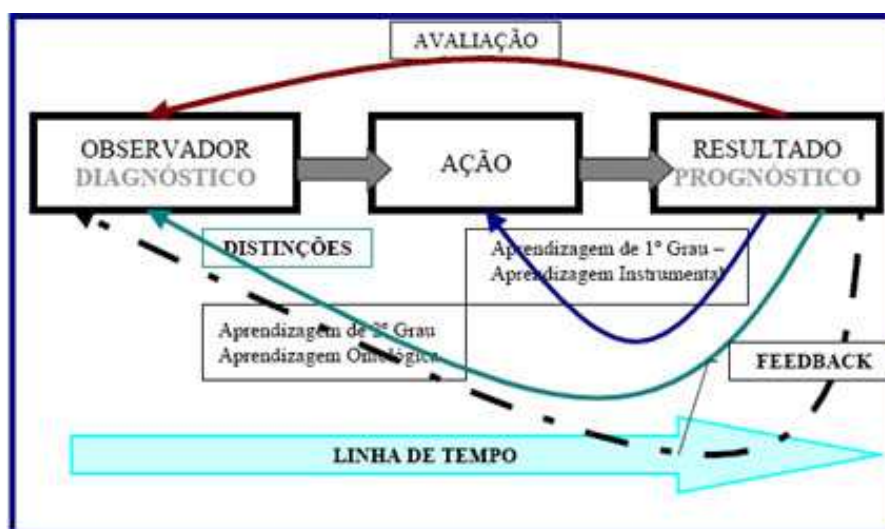 AVALIAÇÃO
OBSERVADOR
DIAGNÓSTICO
AÇÃO
RESULTADO
PROGNÓSTICO
DISTINÇÕES
Aprendizagem de 1º Grau –
Aprendizagem Instrumental
Aprendizagem de 2º Grau
Aprendizagem Ontológica
FEEDBACK
LINHA DE TEMPO